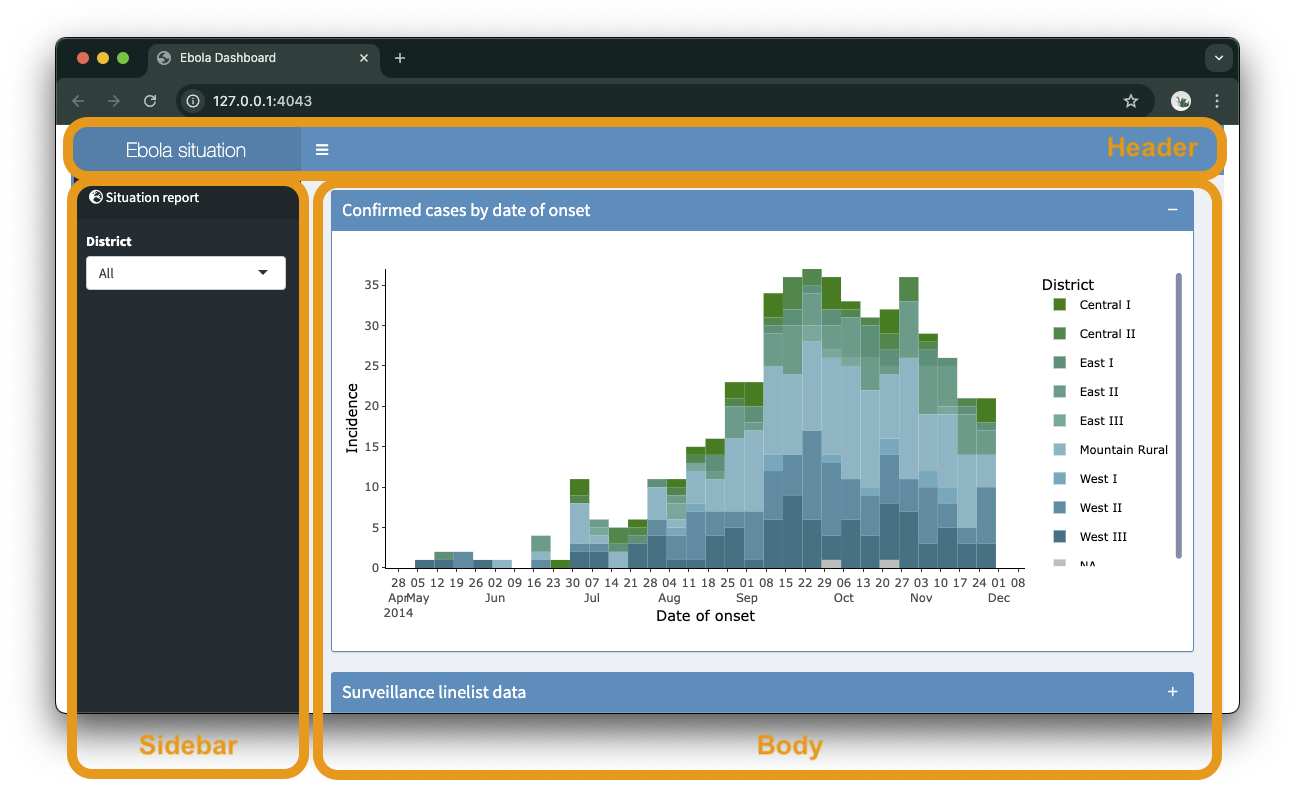 Ebola Dashboard
127.0.0.1:4043
Ebola situation
Header
Situation report
District
All
Confirmed cases by date of onset
35
30
25
20
15
10
5
0
Incidence
28 05 12 19 26 02 09 16 23 30 07 14 21 28 04 11 18 25 01 08 15 22 29 06 13 20 27 03 10 17 24 01 08
Apr May Jun Jul Aug Sep Oct Nov Dec
2014
Date of onset
District
Central I
Central II
East I
East II
East III
Mountain Rural
West I
West II
West III
NA
Surveillance linelist data
Sidebar
Body